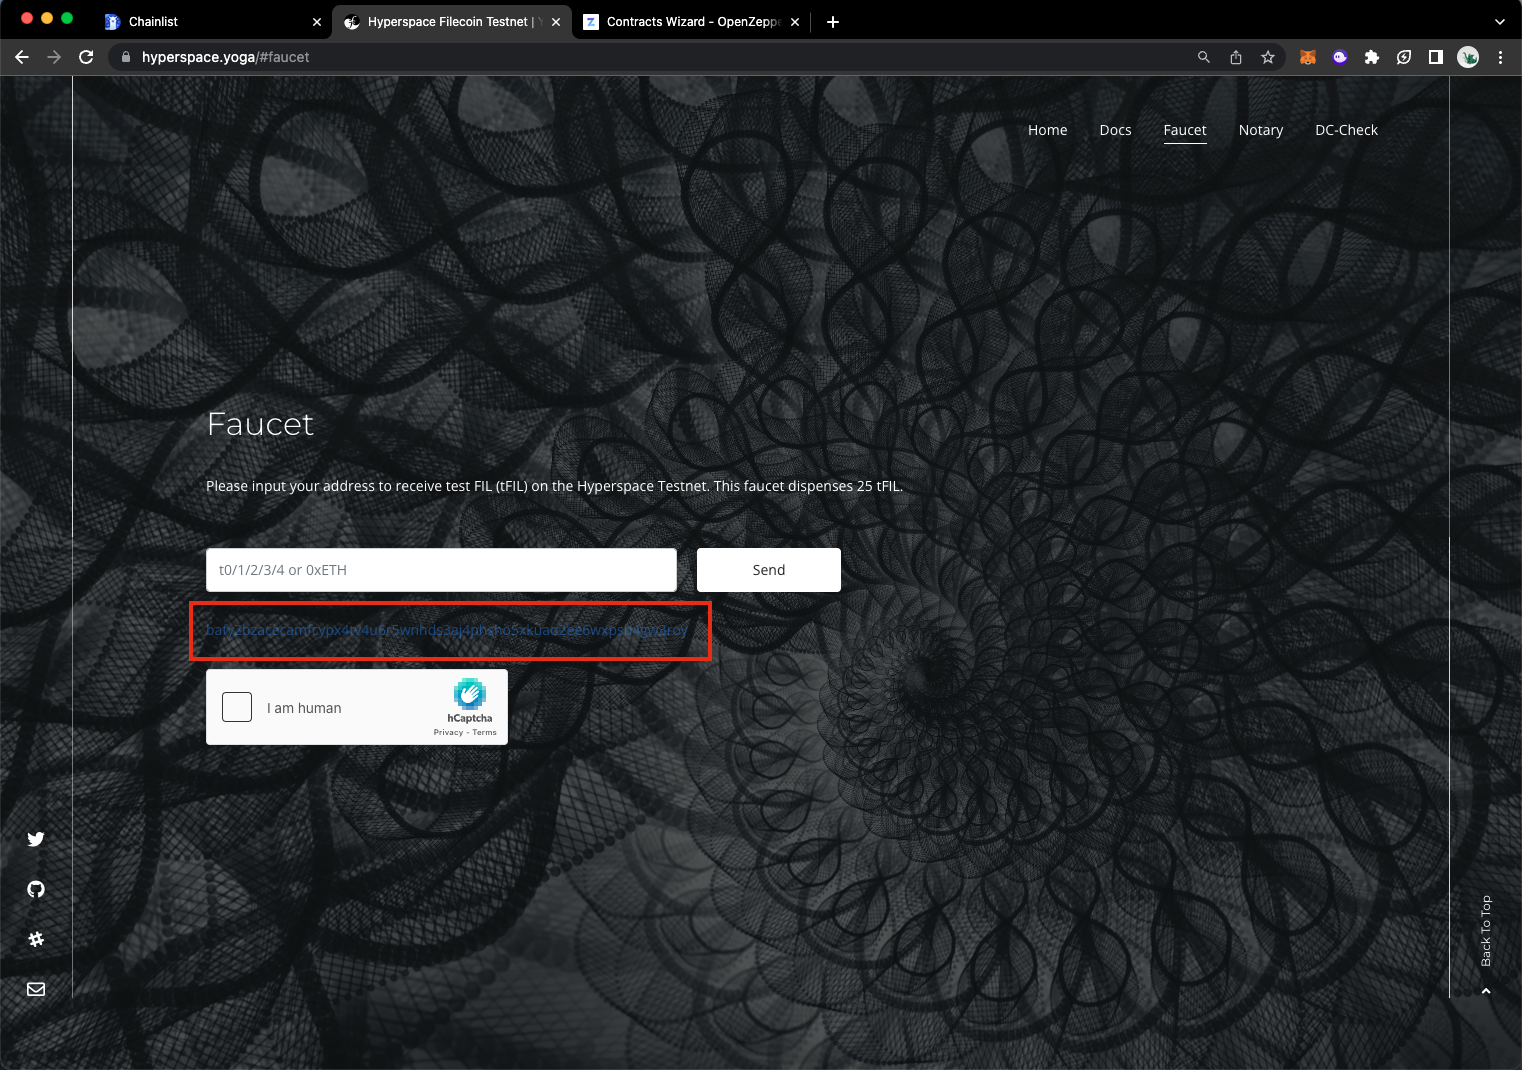 Chainlist
Hyperspace Filecoin Testnet |
Contracts Wizard - OpenZeppe
hyperspace.yoga/#faucet
Home
Docs
Faucet
Notary
DC-Check
Faucet
Please input your address to receive test FIL (tFIL) on the Hyperspace Testnet. This faucet dispenses 25 tFIL.
t0/1/2/3/4 or 0xETH
Send
I am human
hCaptcha
Privacy - Terms
Back To Top